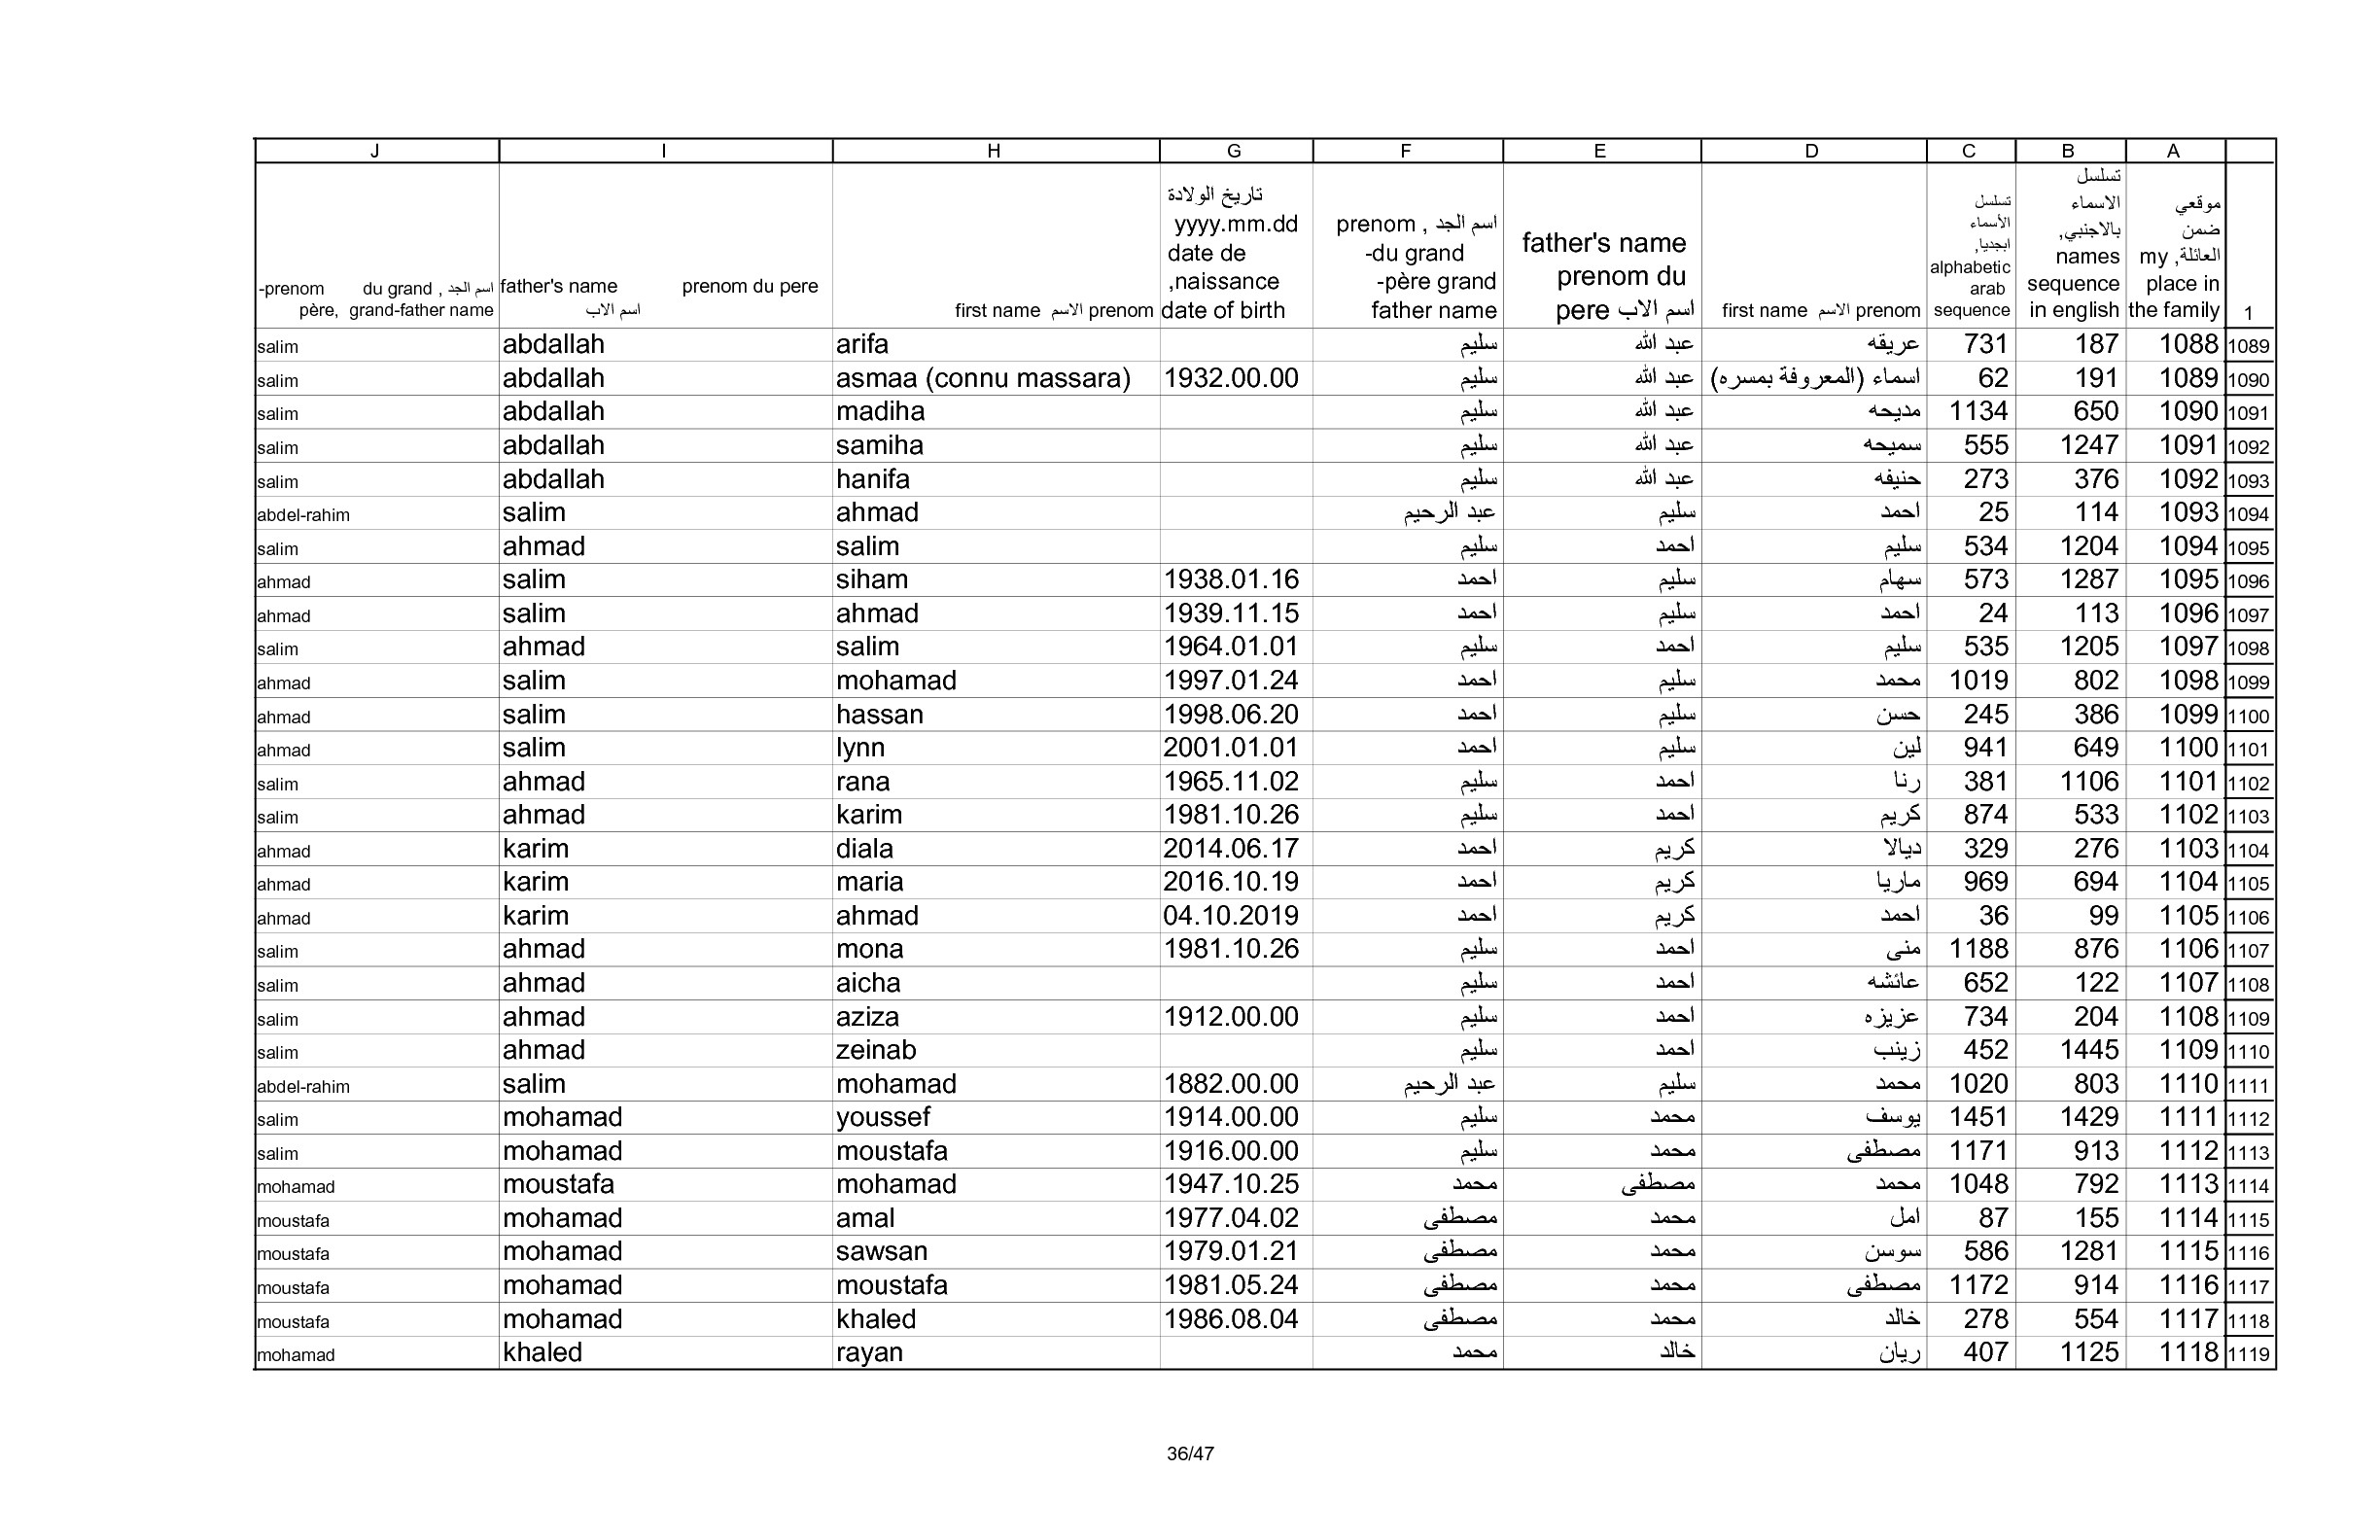 J I H G F E D C B A
-prenom du grand , اسم الجد père, grand-father name
father's name prenom du pere اسم الاب
first name الاسم prenom
تاريخ الولادة yyyy.mm.dd date de naissance, date of birth
prenom , اسم الجد -du grand -père grand father name
father's name prenom du pere اسم الاب
first name الاسم prenom
تسلسل الأسماء ابجديا, alphabetic arab sequence
تسلسل الاسماء بالاجنبي, names sequence in english
موقعي ضمن العائلة, my place in the family
1
salim abdallah arifa سليم عبد الله عريفه 731 187 1088 1089
salim abdallah asmaa (connu massara) 1932.00.00 سليم عبد الله اسماء (المعروفة بمسره) 62 191 1089 1090
salim abdallah madiha سليم عبد الله مديحه 1134 650 1090 1091
salim abdallah samiha سليم عبد الله سميحه 555 1247 1091 1092
salim abdallah hanifa سليم عبد الله حنيفه 273 376 1092 1093
abdel-rahim salim ahmad عبد الرحيم سليم احمد 25 114 1093 1094
salim ahmad salim سليم احمد سليم 534 1204 1094 1095
ahmad salim siham 1938.01.16 احمد سليم سهام 573 1287 1095 1096
ahmad salim ahmad 1939.11.15 احمد سليم احمد 24 113 1096 1097
salim ahmad salim 1964.01.01 سليم احمد سليم 535 1205 1097 1098
ahmad salim mohamad 1997.01.24 احمد سليم محمد 1019 802 1098 1099
ahmad salim hassan 1998.06.20 احمد سليم حسن 245 386 1099 1100
ahmad salim lynn 2001.01.01 احمد سليم لين 941 649 1100 1101
salim ahmad rana 1965.11.02 سليم احمد رنا 381 1106 1101 1102
salim ahmad karim 1981.10.26 سليم احمد كريم 874 533 1102 1103
ahmad karim diala 2014.06.17 احمد كريم ديالا 329 276 1103 1104
ahmad karim maria 2016.10.19 احمد كريم ماريا 969 694 1104 1105
ahmad karim ahmad 04.10.2019 احمد كريم احمد 36 99 1105 1106
salim ahmad mona 1981.10.26 سليم احمد منى 1188 876 1106 1107
salim ahmad aicha سليم احمد عائشه 652 122 1107 1108
salim ahmad aziza 1912.00.00 سليم احمد عزيزه 734 204 1108 1109
salim ahmad zeinab سليم احمد زينب 452 1445 1109 1110
abdel-rahim salim mohamad 1882.00.00 عبد الرحيم سليم محمد 1020 803 1110 1111
salim mohamad youssef 1914.00.00 سليم محمد يوسف 1451 1429 1111 1112
salim mohamad moustafa 1916.00.00 سليم محمد مصطفى 1171 913 1112 1113
mohamad moustafa mohamad 1947.10.25 محمد مصطفى محمد 1048 792 1113 1114
moustafa mohamad amal 1977.04.02 مصطفى محمد امل 87 155 1114 1115
moustafa mohamad sawsan 1979.01.21 مصطفى محمد سوسن 586 1281 1115 1116
moustafa mohamad moustafa 1981.05.24 مصطفى محمد مصطفى 1172 914 1116 1117
moustafa mohamad khaled 1986.08.04 مصطفى محمد خالد 278 554 1117 1118
mohamad khaled rayan محمد خالد ريان 407 1125 1118 1119
36/47